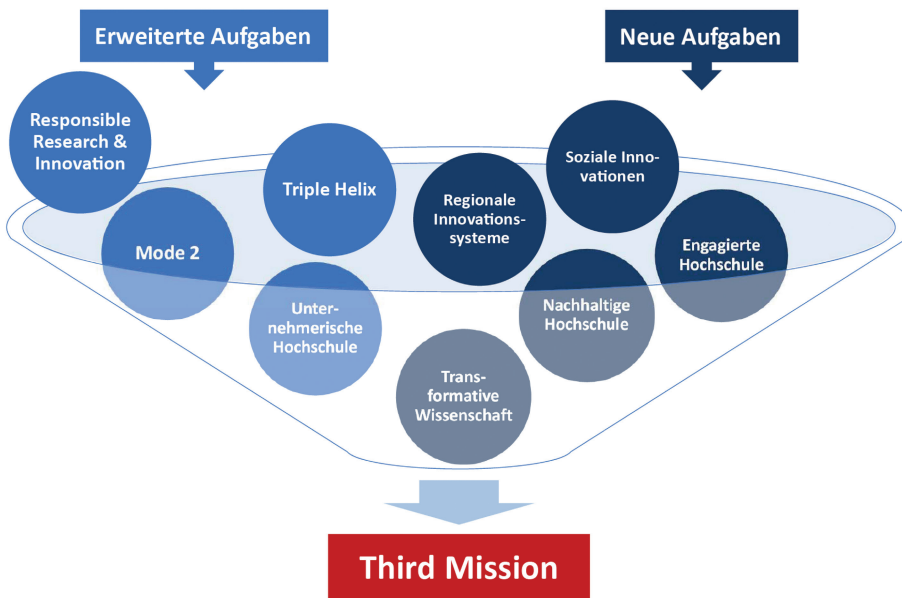 Erweiterte Aufgaben
Neue Aufgaben
Responsible
Research &
Innovation
Triple Helix
Soziale Inno-
vationen
Regionale
Innovations-
systeme
Mode 2
Engagierte
Hochschule
Unter-
nehmerische
Hochschule
Nachhaltige
Hochschule
Trans-
formative
Wissenschaft
Third Mission